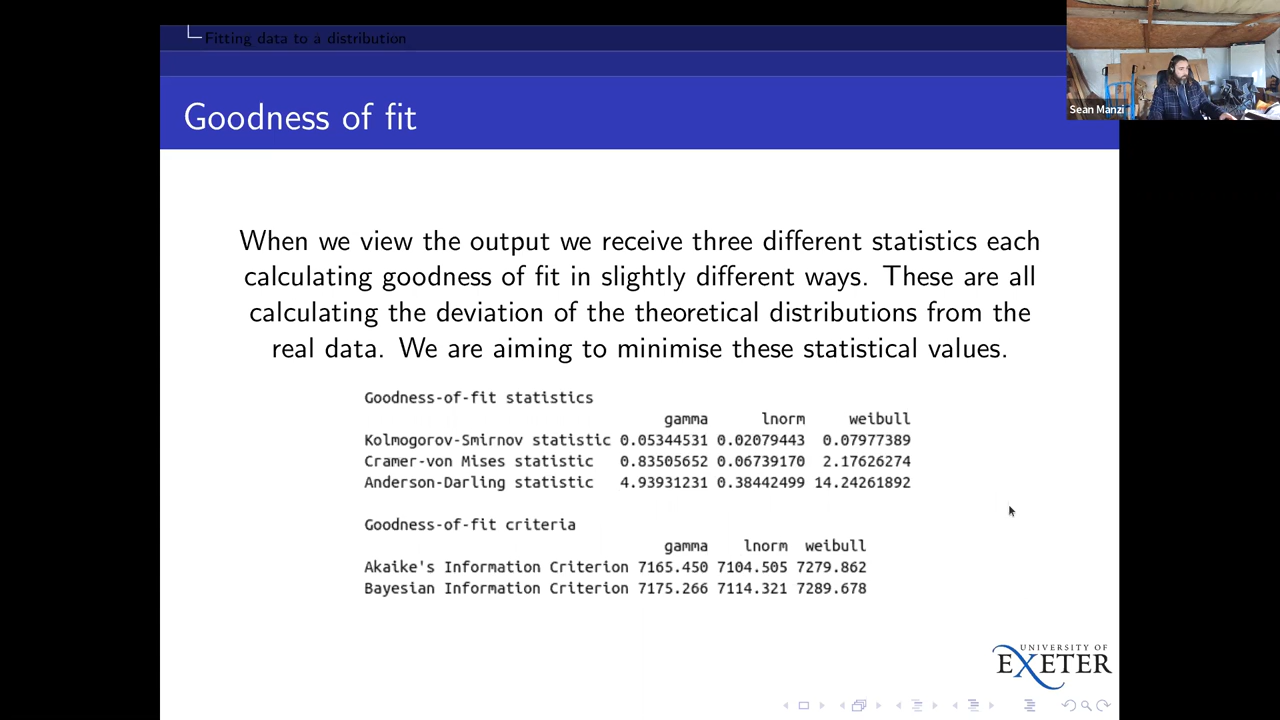 Fitting data to a distribution
Sean Manzi
Goodness of fit
When we view the output we receive three different statistics each
calculating goodness of fit in slightly different ways. These are all
calculating the deviation of the theoretical distributions from the
real data. We are aiming to minimise these statistical values.
Goodness-of-fit statistics
gamma lnorm weibull
Kolmogorov-Smirnov statistic 0.05344531 0.02079443 0.07977389
Cramer-von Mises statistic 0.83505652 0.06739170 2.17626274
Anderson-Darling statistic 4.93931231 0.38442499 14.24261892
Goodness-of-fit criteria
gamma lnorm weibull
Akaike's Information Criterion 7165.450 7104.505 7279.862
Bayesian Information Criterion 7175.266 7114.321 7289.678
UNIVERSITY OF
EXETER